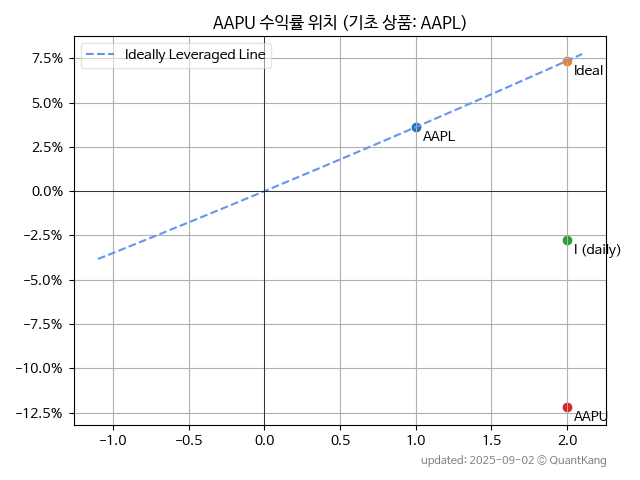 AAPU 수익률 위치 (기초 상품: AAPL)
Ideally Leveraged Line
7.5%
5.0%
2.5%
0.0%
−2.5%
−5.0%
−7.5%
−10.0%
−12.5%
Ideal
AAPL
I (daily)
AAPU
−1.0
−0.5
0.0
0.5
1.0
1.5
2.0
updated: 2025-09-02 © QuantKang